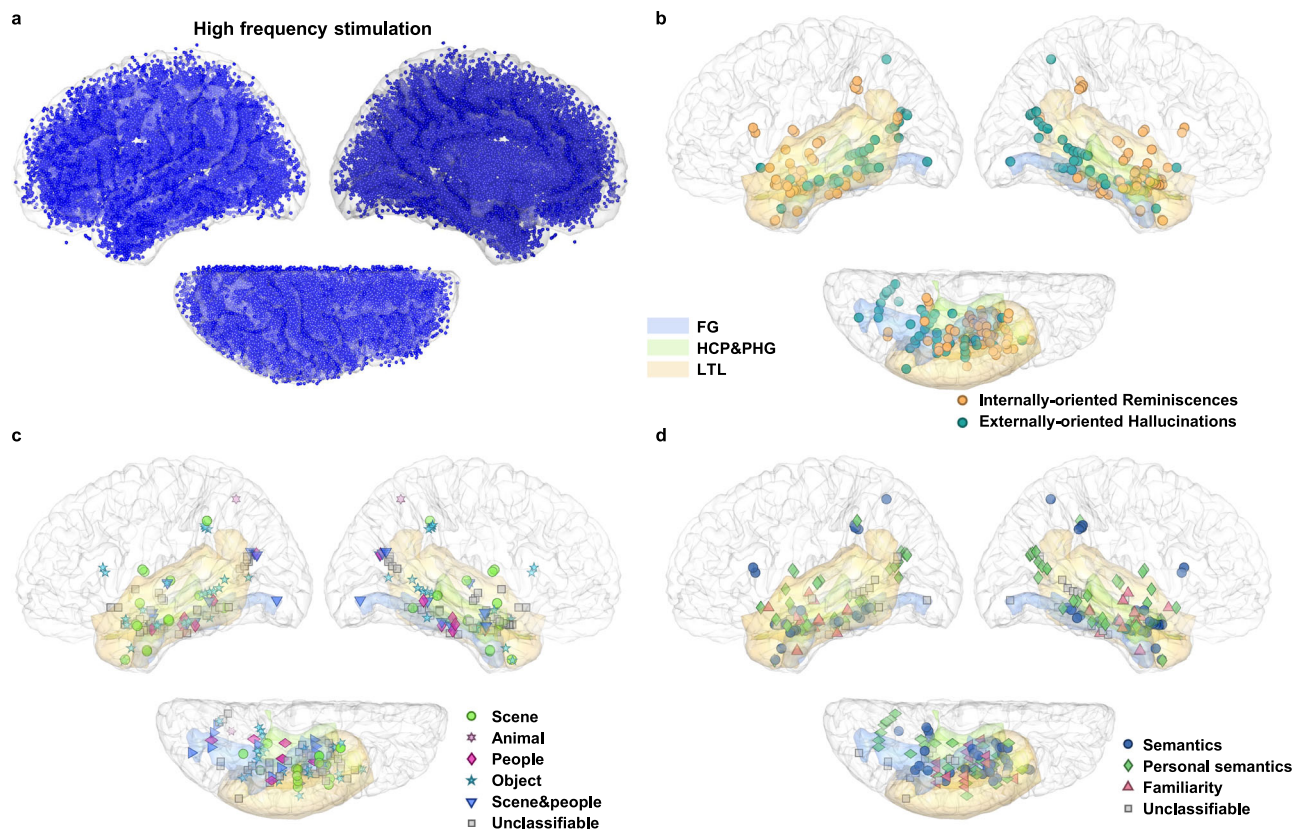 a
High frequency stimulation
b
FG
HCP&PHG
LTL
Internally-oriented Reminiscences
Externally-oriented Hallucinations
c
Scene
Animal
People
Object
Scene&people
Unclassifiable
d
Semantics
Personal semantics
Familiarity
Unclassifiable